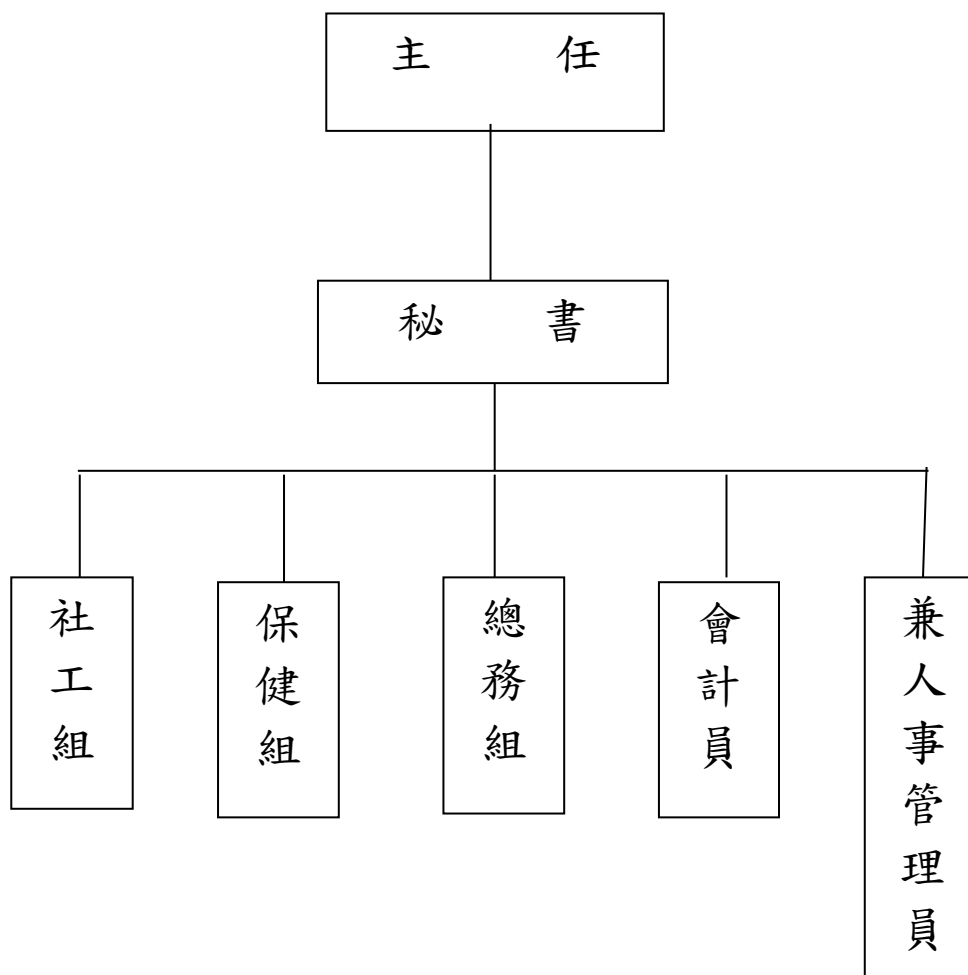 主 任
秘 書
社工組
保健組
總務組
會計員
兼人事管理員